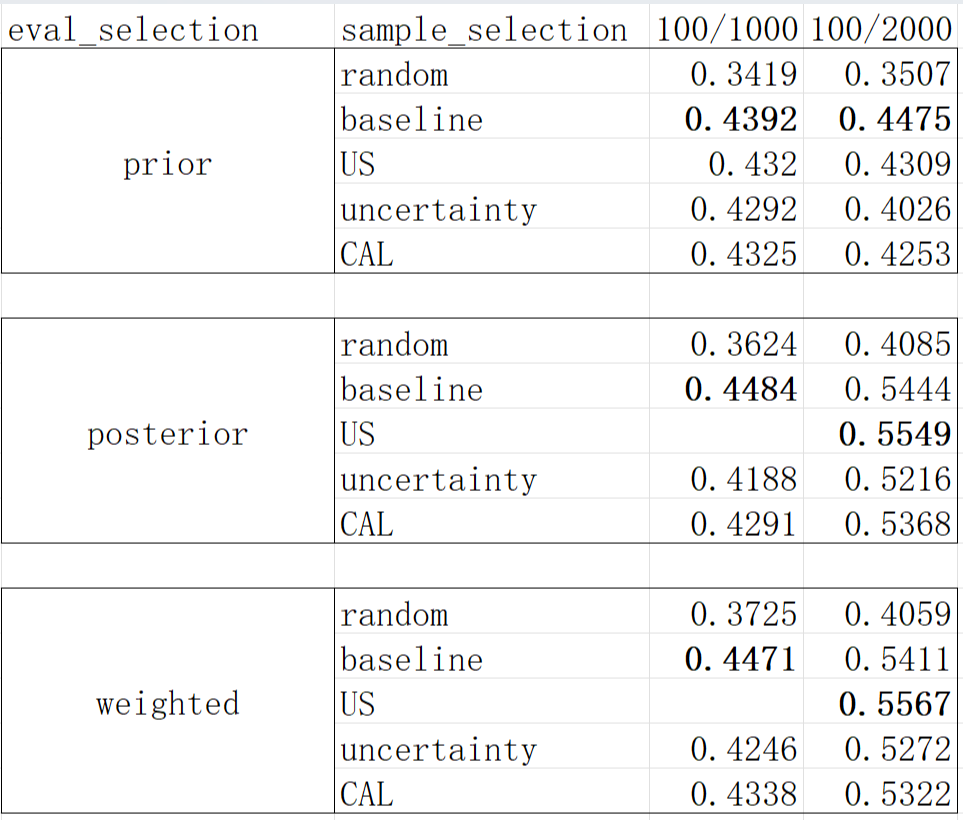 eval_selection sample_selection 100/1000 100/2000
random 0.3419 0.3507
baseline 0.4392 0.4475
prior US 0.432 0.4309
uncertainty 0.4292 0.4026
CAL 0.4325 0.4253
random 0.3624 0.4085
baseline 0.4484 0.5444
posterior US 0.5549
uncertainty 0.4188 0.5216
CAL 0.4291 0.5368
random 0.3725 0.4059
baseline 0.4471 0.5411
weighted US 0.5567
uncertainty 0.4246 0.5272
CAL 0.4338 0.5322